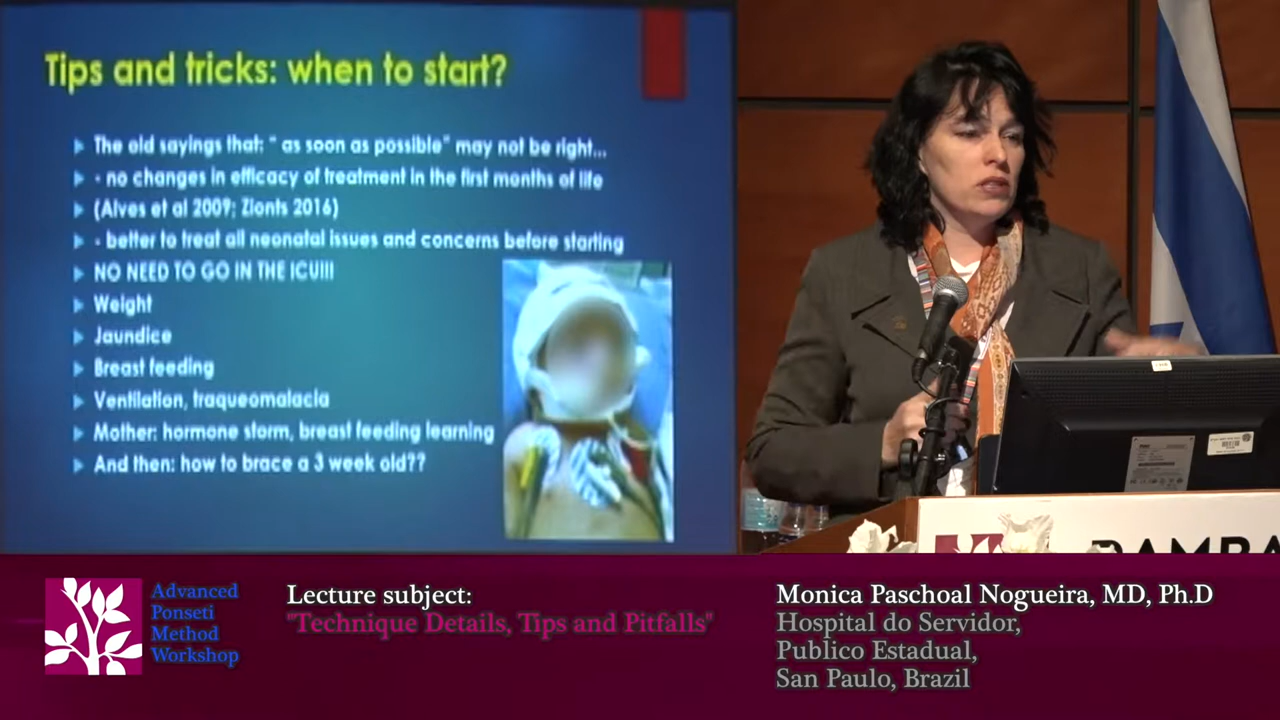 Tips and tricks: when to start?
The old sayings that: " as soon as possible" may not be right...
- no changes in efficacy of treatment in the first months of life
(Alves et al 2009; Zionts 2016)
- better to treat all neonatal issues and concerns before starting
NO NEED TO GO IN THE ICU!!!
Weight
Jaundice
Breast feeding
Ventilation, traqueomalacia
Mother: hormone storm, breast feeding learning
And then: how to brace a 3 week old??
Advanced
Ponseti
Method
Workshop
Lecture subject:
"Technique Details, Tips and Pitfalls"
Monica Paschoal Nogueira, MD, Ph.D
Hospital do Servidor,
Publico Estadual,
San Paulo, Brazil